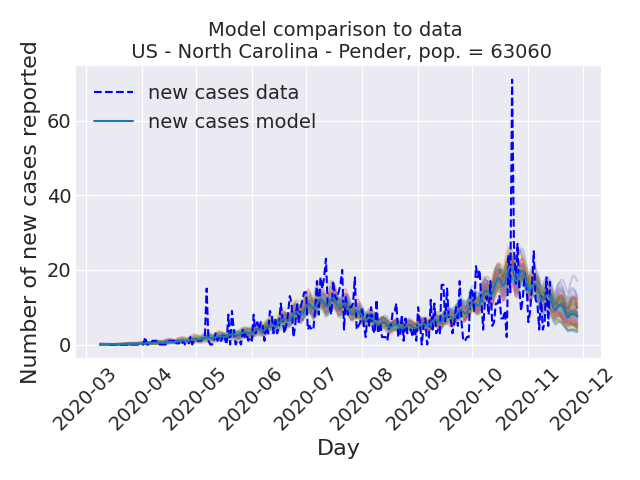 Model comparison to data
US - North Carolina - Pender, pop. = 63060
Number of new cases reported
new cases data
new cases model
60
40
20
0
2020-03
2020-04
2020-05
2020-06
2020-07
2020-08
2020-09
2020-10
2020-11
2020-12
Day